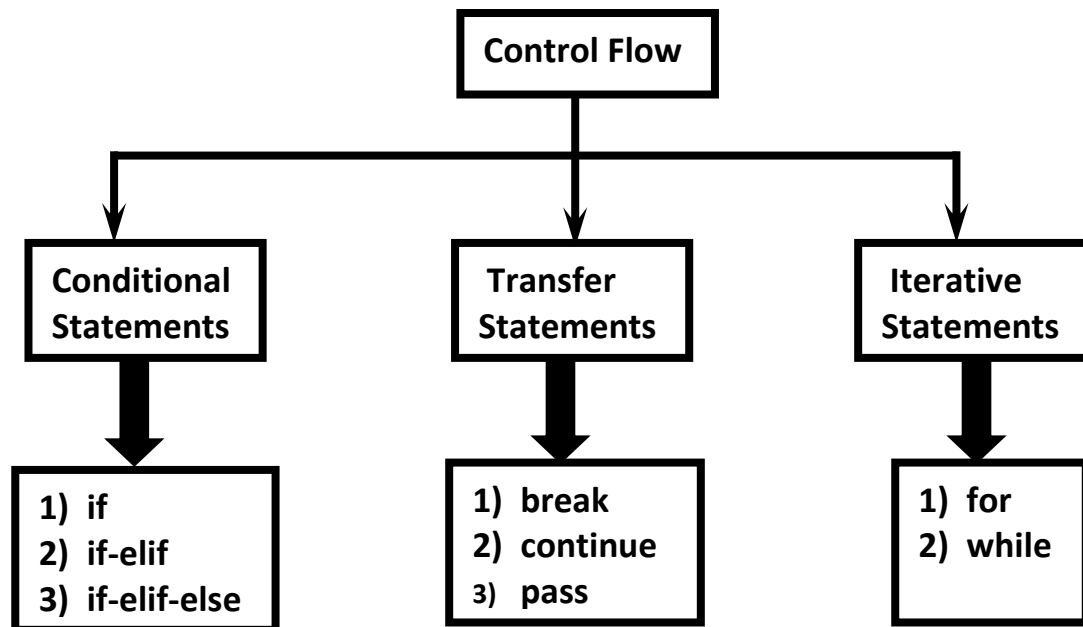 Control Flow
Conditional
Statements
Transfer
Statements
Iterative
Statements
1) if
2) if-elif
3) if-elif-else
1) break
2) continue
3) pass
1) for
2) while